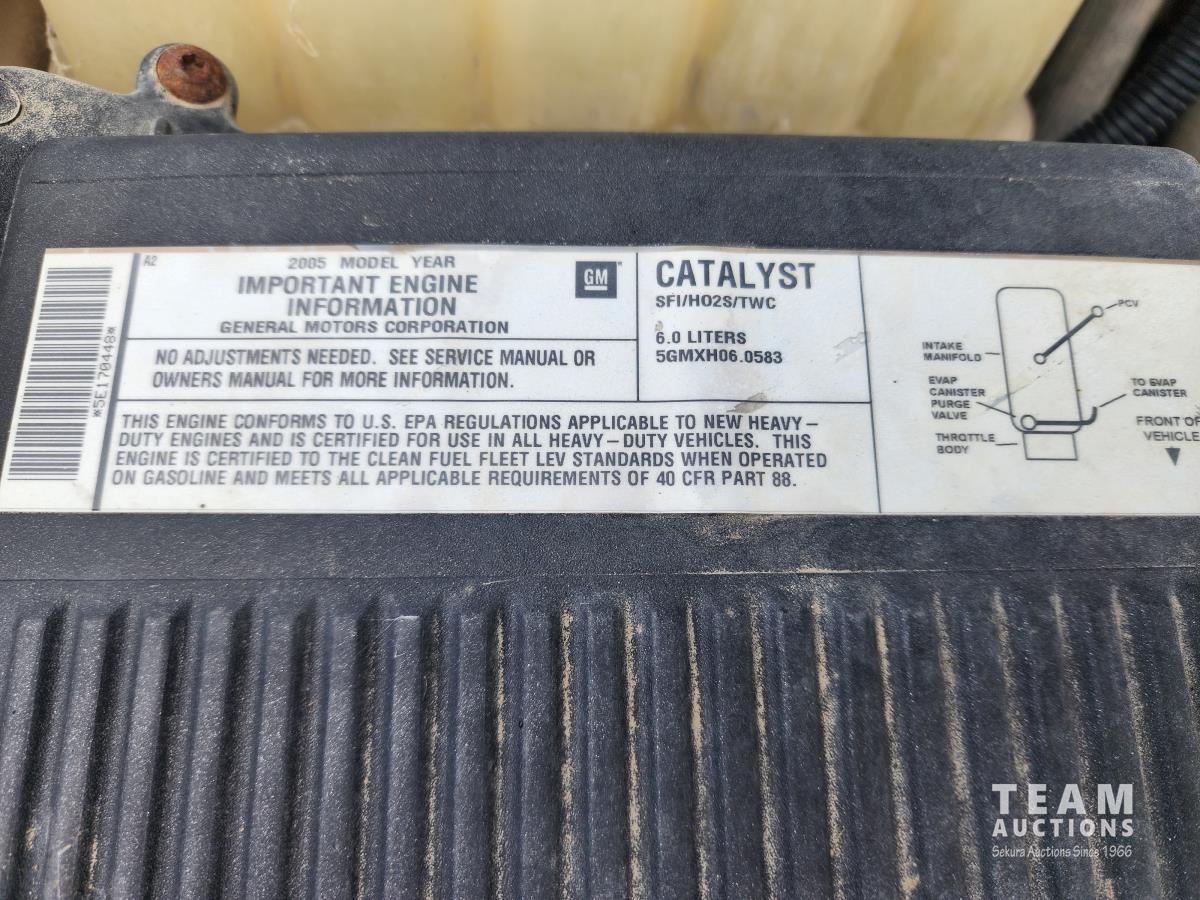 *5E170448*
A2
2005 MODEL YEAR
IMPORTANT ENGINE
INFORMATION
GENERAL MOTORS CORPORATION
GM
NO ADJUSTMENTS NEEDED. SEE SERVICE MANUAL OR
OWNERS MANUAL FOR MORE INFORMATION.
CATALYST
SFI/HO2S/TWC
6.0 LITERS
5GMXH06.0583
THIS ENGINE CONFORMS TO U.S. EPA REGULATIONS APPLICABLE TO NEW HEAVY-
DUTY ENGINES AND IS CERTIFIED FOR USE IN ALL HEAVY-DUTY VEHICLES. THIS
ENGINE IS CERTIFIED TO THE CLEAN FUEL FLEET LEV STANDARDS WHEN OPERATED
ON GASOLINE AND MEETS ALL APPLICABLE REQUIREMENTS OF 40 CFR PART 88.
PCV
INTAKE
MANIFOLD
EVAP
CANISTER
PURGE
VALVE
THROTTLE
BODY
TO EVAP
CANISTER
FRONT OF
VEHICLE
TEAM
AUCTIONS
Sekura Auctions Since 1966